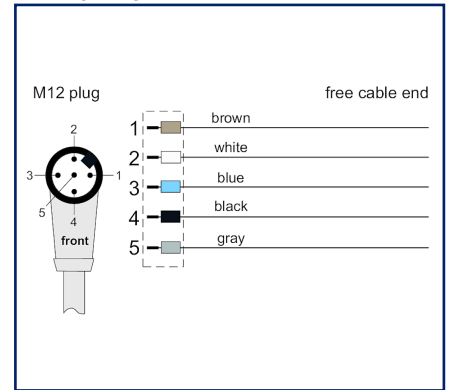 M12 plug
free cable end
2
3
1
5
4
front
1 brown
2 white
3 blue
4 black
5 gray